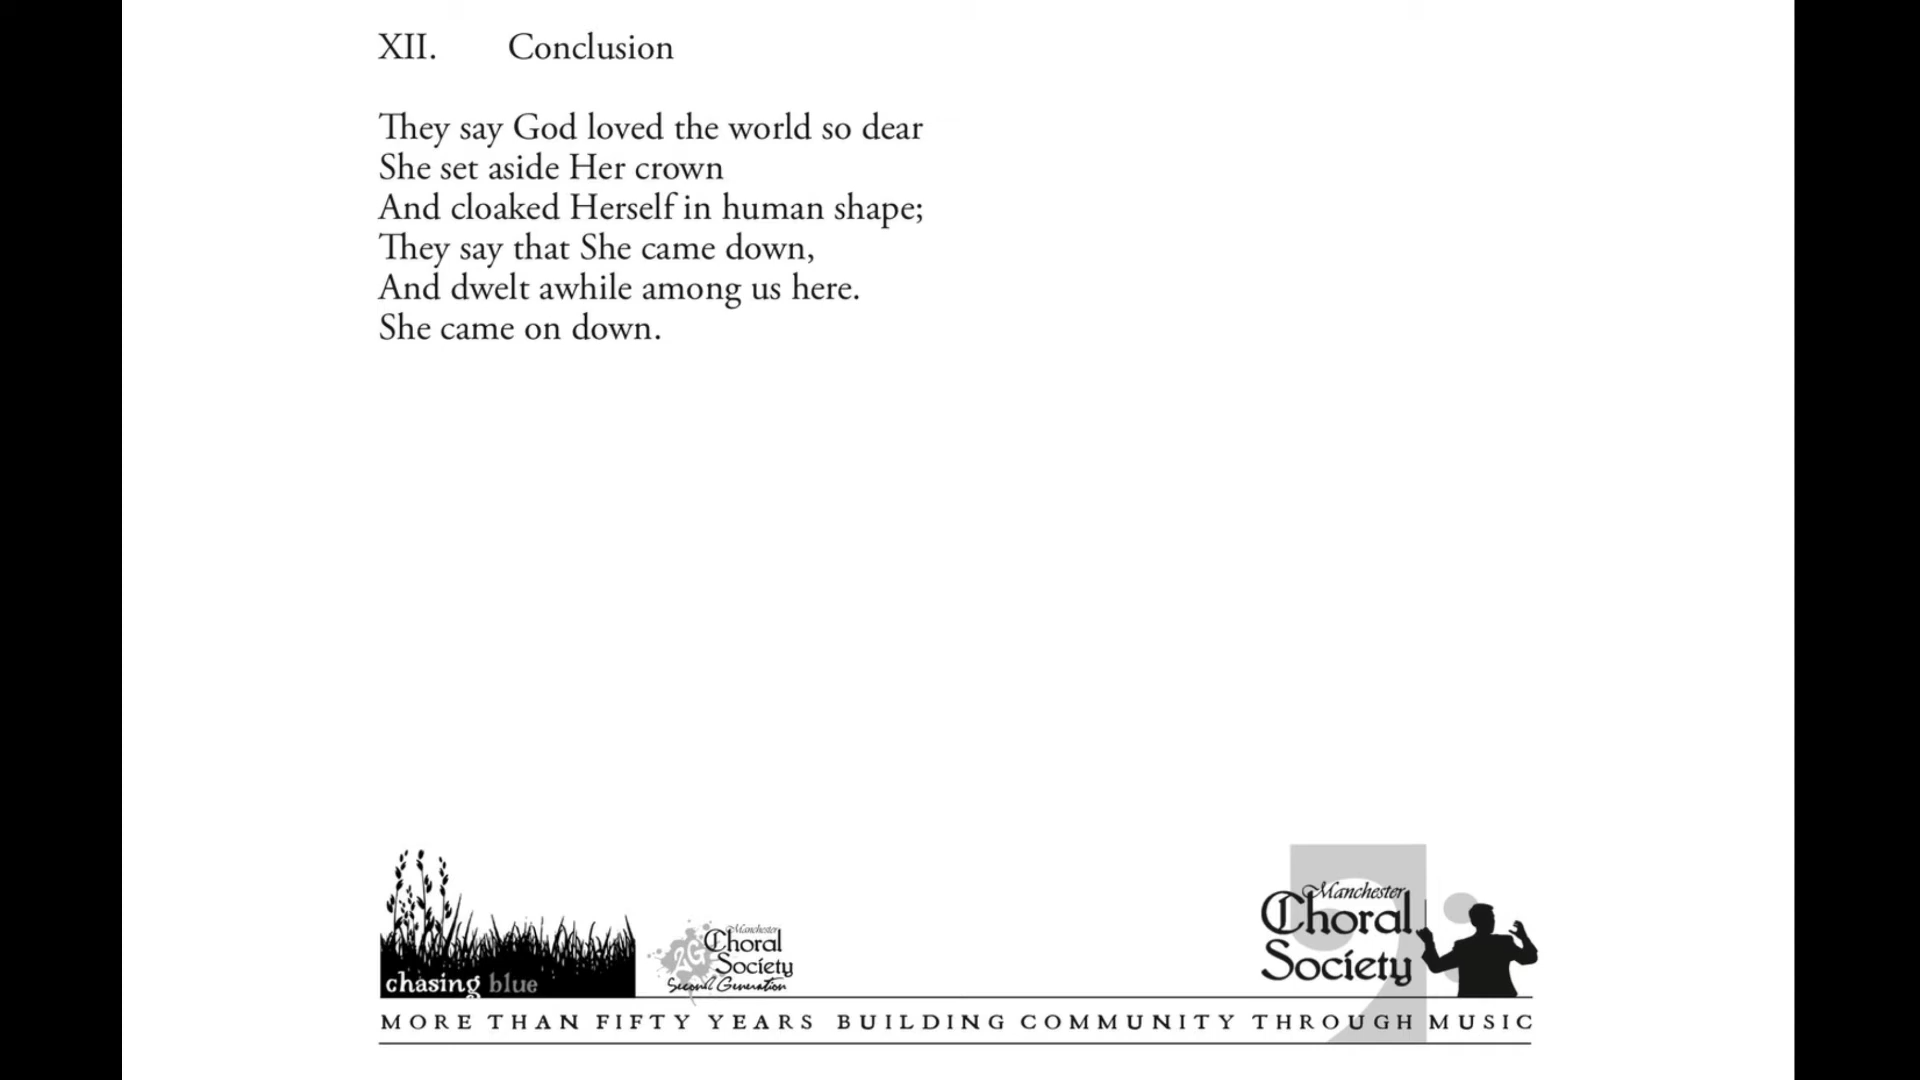 XII. Conclusion
They say God loved the world so dear
She set aside Her crown
And cloaked Herself in human shape;
They say that She came down,
And dwelt awhile among us here.
She came on down.
chasing blue
2G
Manchester
Choral
Society
Second Generation
Manchester
Choral
Society
MORE THAN FIFTY YEARS BUILDING COMMUNITY THROUGH MUSIC